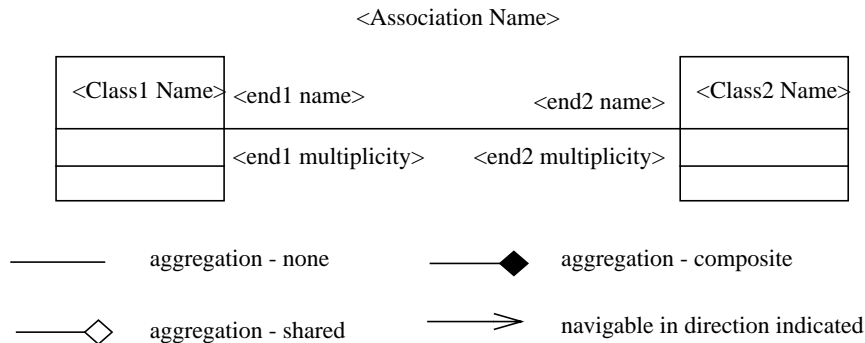 <Association Name>
<Class1 Name>
<end1 name>
<end2 name>
<Class2 Name>
<end1 multiplicity>
<end2 multiplicity>
aggregation - none
aggregation - composite
aggregation - shared
navigable in direction indicated